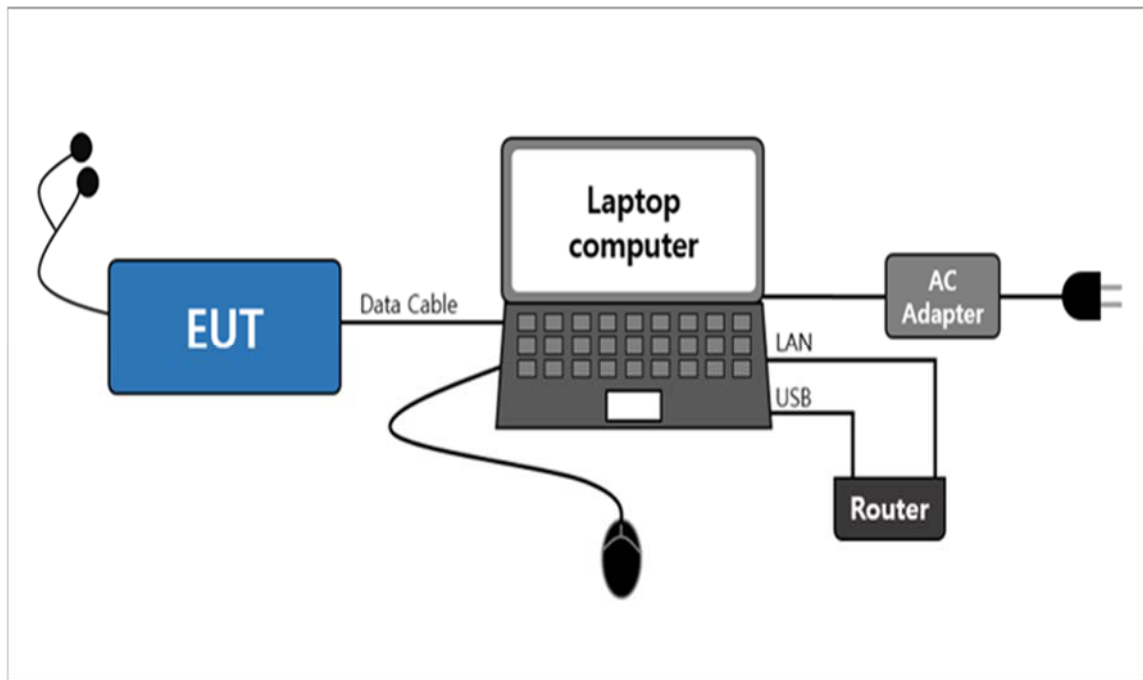 Laptop
computer
EUT
Data Cable
AC
Adapter
LAN
USB
Router